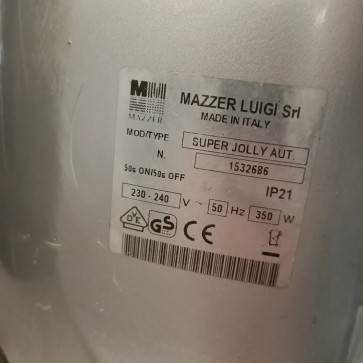 MAZZER
MAZZER LUIGI Srl
MADE IN ITALY
MOD/TYPE SUPER JOLLY AUT.
N. 1532686
50s ON/50s OFF IP21
230 - 240 V ~ 50 Hz 350 W
VDE GS CE